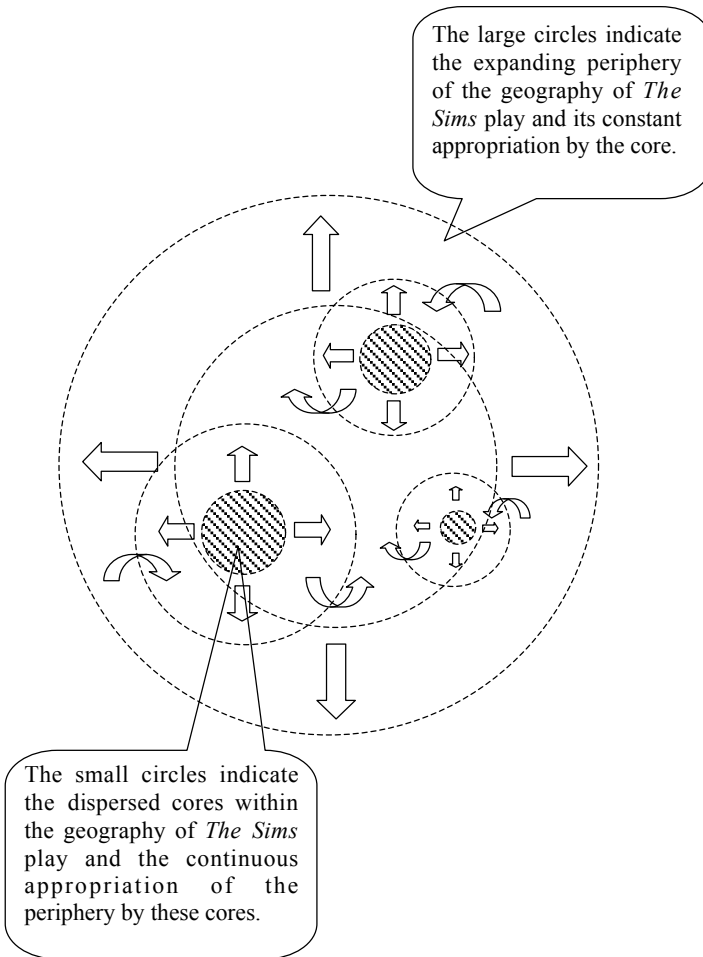 The large circles indicate
the expanding periphery
of the geography of The
Sims play and its constant
appropriation by the core.
The small circles indicate
the dispersed cores within
the geography of The Sims
play and the continuous
appropriation of the
periphery by these cores.